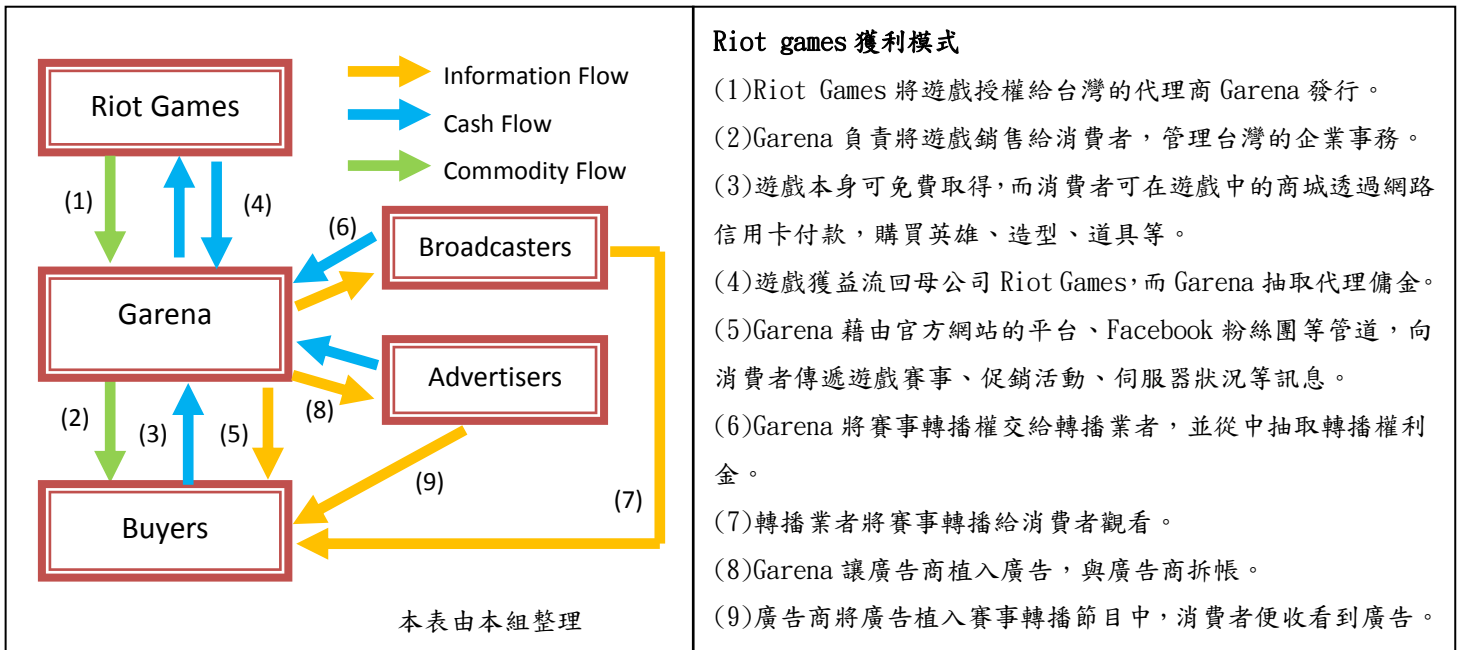 Riot Games
Information Flow
Cash Flow
Commodity Flow
(1)
(4)
(6)
Broadcasters
Garena
Advertisers
(2)
(3)
(5)
(8)
(9)
(7)
Buyers
本表由本組整理
Riot games 獲利模式
(1)Riot Games 將遊戲授權給台灣的代理商 Garena 發行。
(2)Garena 負責將遊戲銷售給消費者，管理台灣的企業事務。
(3)遊戲本身可免費取得，而消費者可在遊戲中的商城透過網路
信用卡付款，購買英雄、造型、道具等。
(4)遊戲獲益流回母公司 Riot Games，而 Garena 抽取代理傭金。
(5)Garena 藉由官方網站的平台、Facebook 粉絲團等管道，向
消費者傳遞遊戲賽事、促銷活動、伺服器狀況等訊息。
(6)Garena 將賽事轉播權交給轉播業者，並從中抽取轉播權利
金。
(7)轉播業者將賽事轉播給消費者觀看。
(8)Garena 讓廣告商植入廣告，與廣告商拆帳。
(9)廣告商將廣告植入賽事轉播節目中，消費者便收看到廣告。